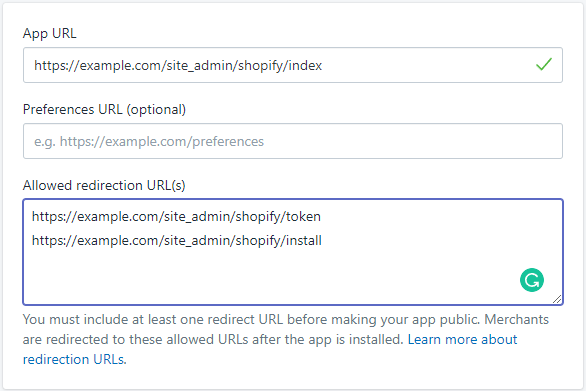 App URL
https://example.com/site_admin/shopify/index
Preferences URL (optional)
e.g. https://example.com/preferences
Allowed redirection URL(s)
https://example.com/site_admin/shopify/token
https://example.com/site_admin/shopify/install
You must include at least one redirect URL before making your app public. Merchants
are redirected to these allowed URLs after the app is installed. Learn more about
redirection URLs.